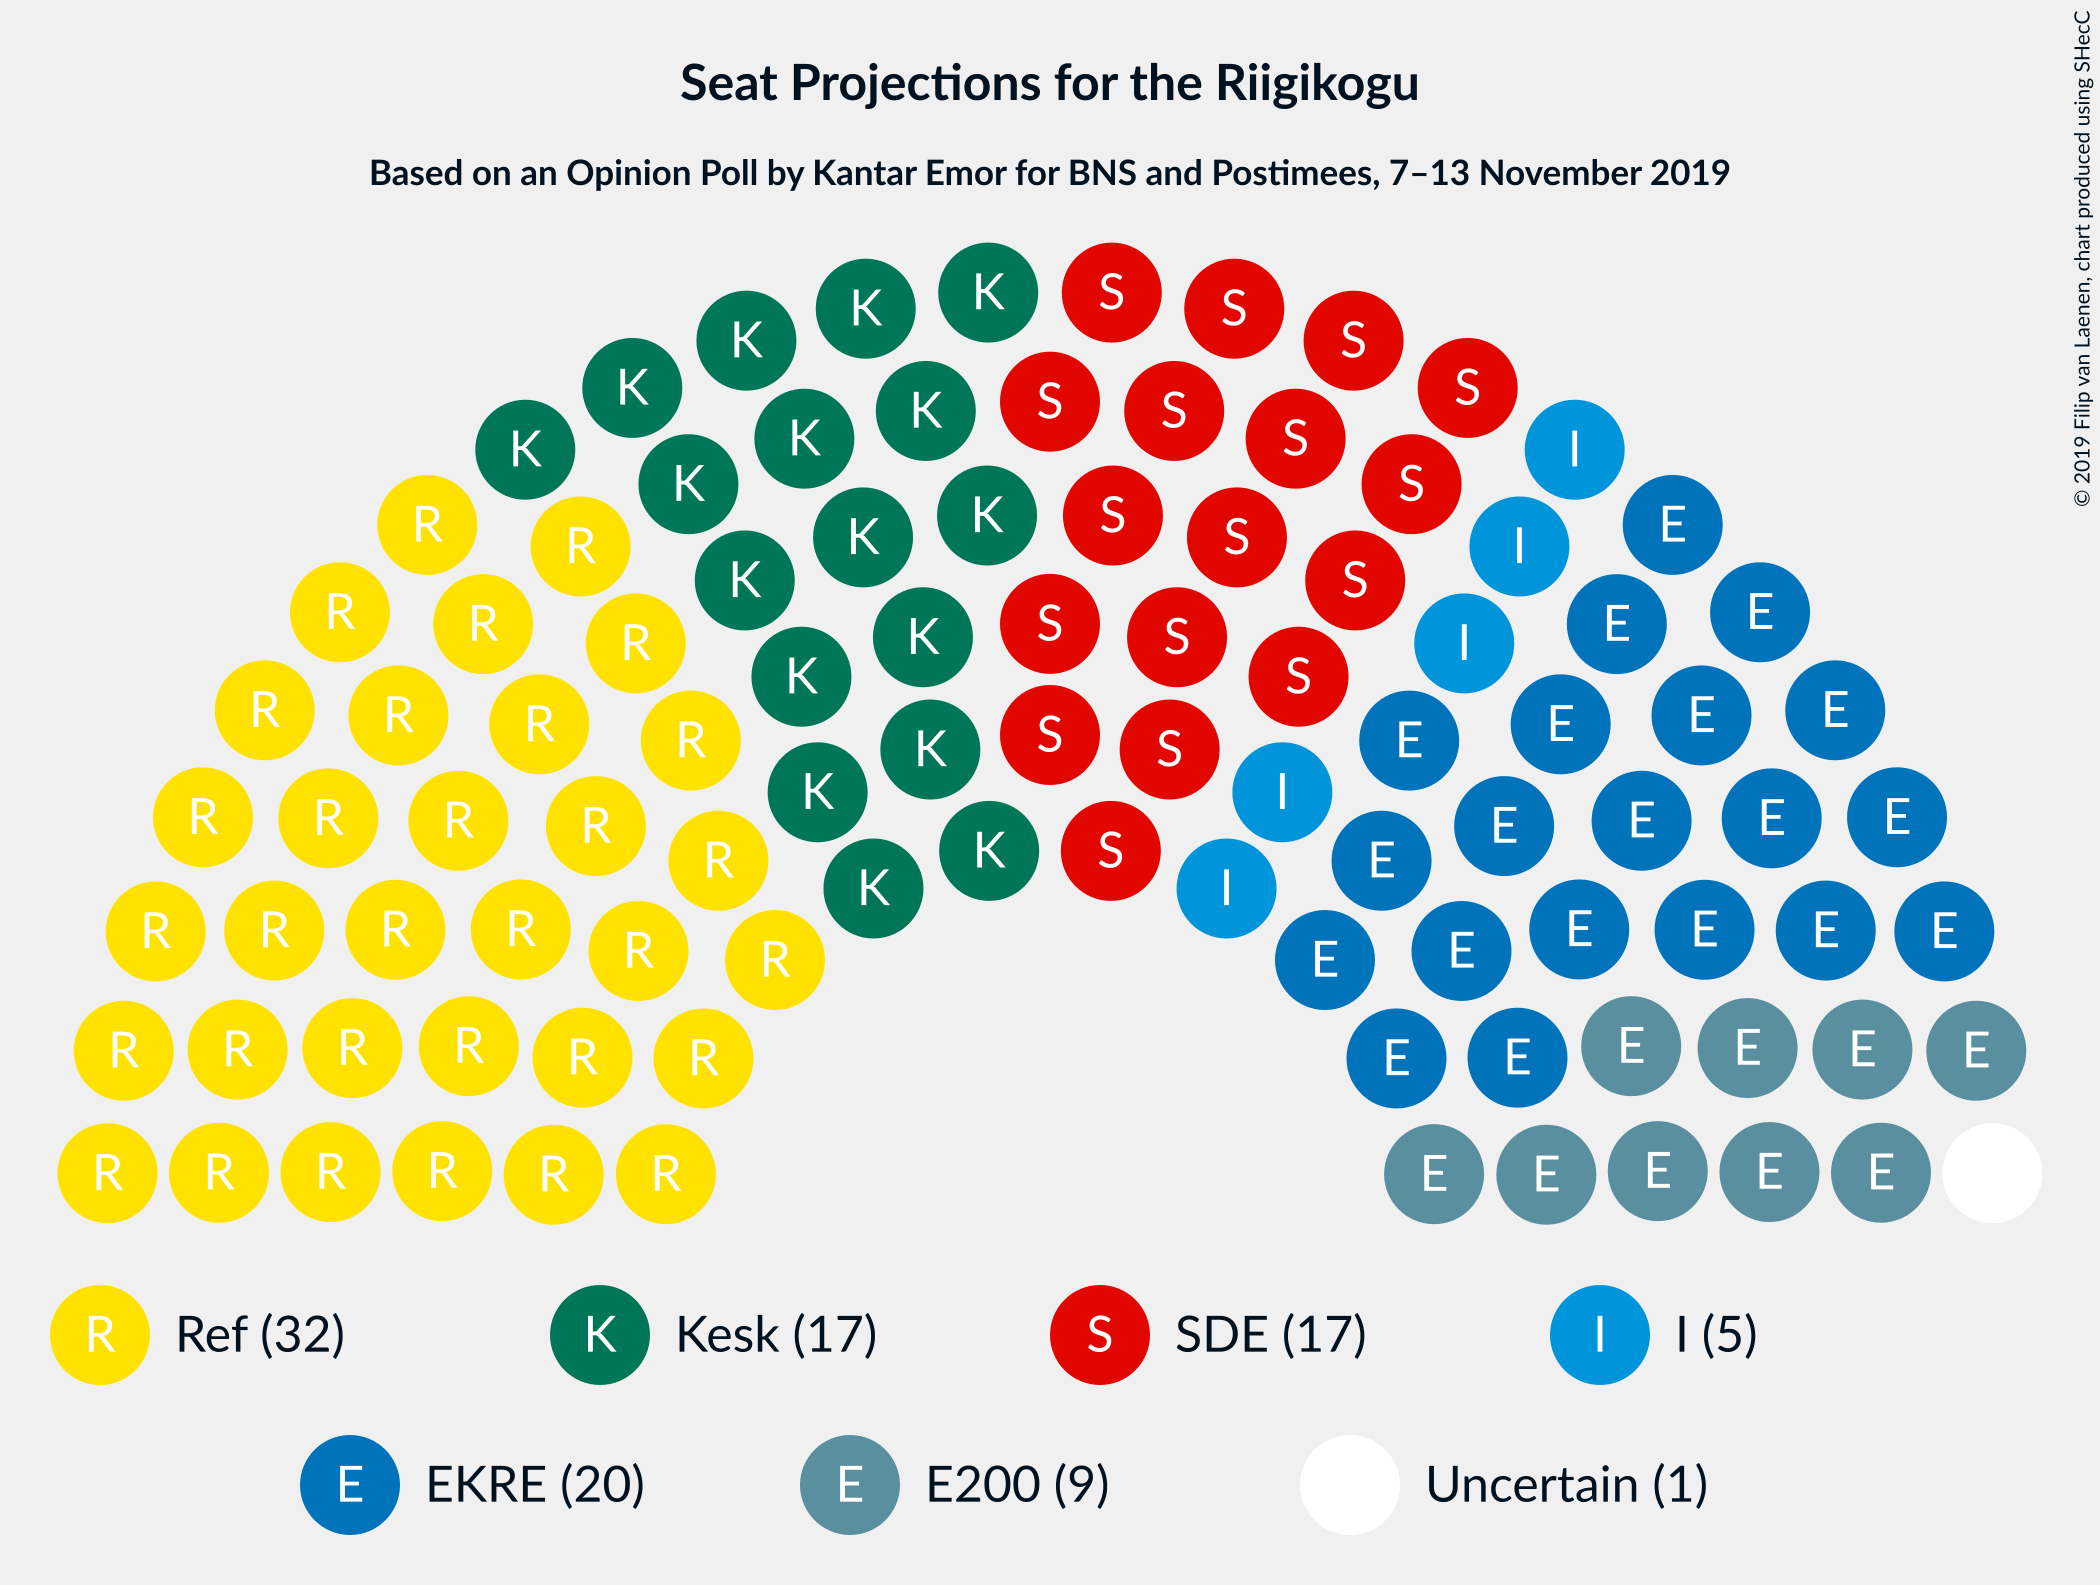 Seat Projections for the Riigikogu
Based on an Opinion Poll by Kantar Emor for BNS and Postimees, 7–13 November 2019
© 2019 Filip van Laenen, chart produced using SHecC
K K S S
K K S S
K K S S S S
K K S S I
K K S S
R K S I E
R K K S S I E
R R K S E
R R K K S S I E E
R R R K S E E E
R R R K K S S E E E
R R R R K I E E E E
R R K S E E
R R R R R K I E E E E E
R R R R R R E E E E E E
R R R R R R E E E E E E
R R R R R R E E E E E
R Ref (32) K Kesk (17) S SDE (17) I I (5)
E EKRE (20) E E200 (9) Uncertain (1)